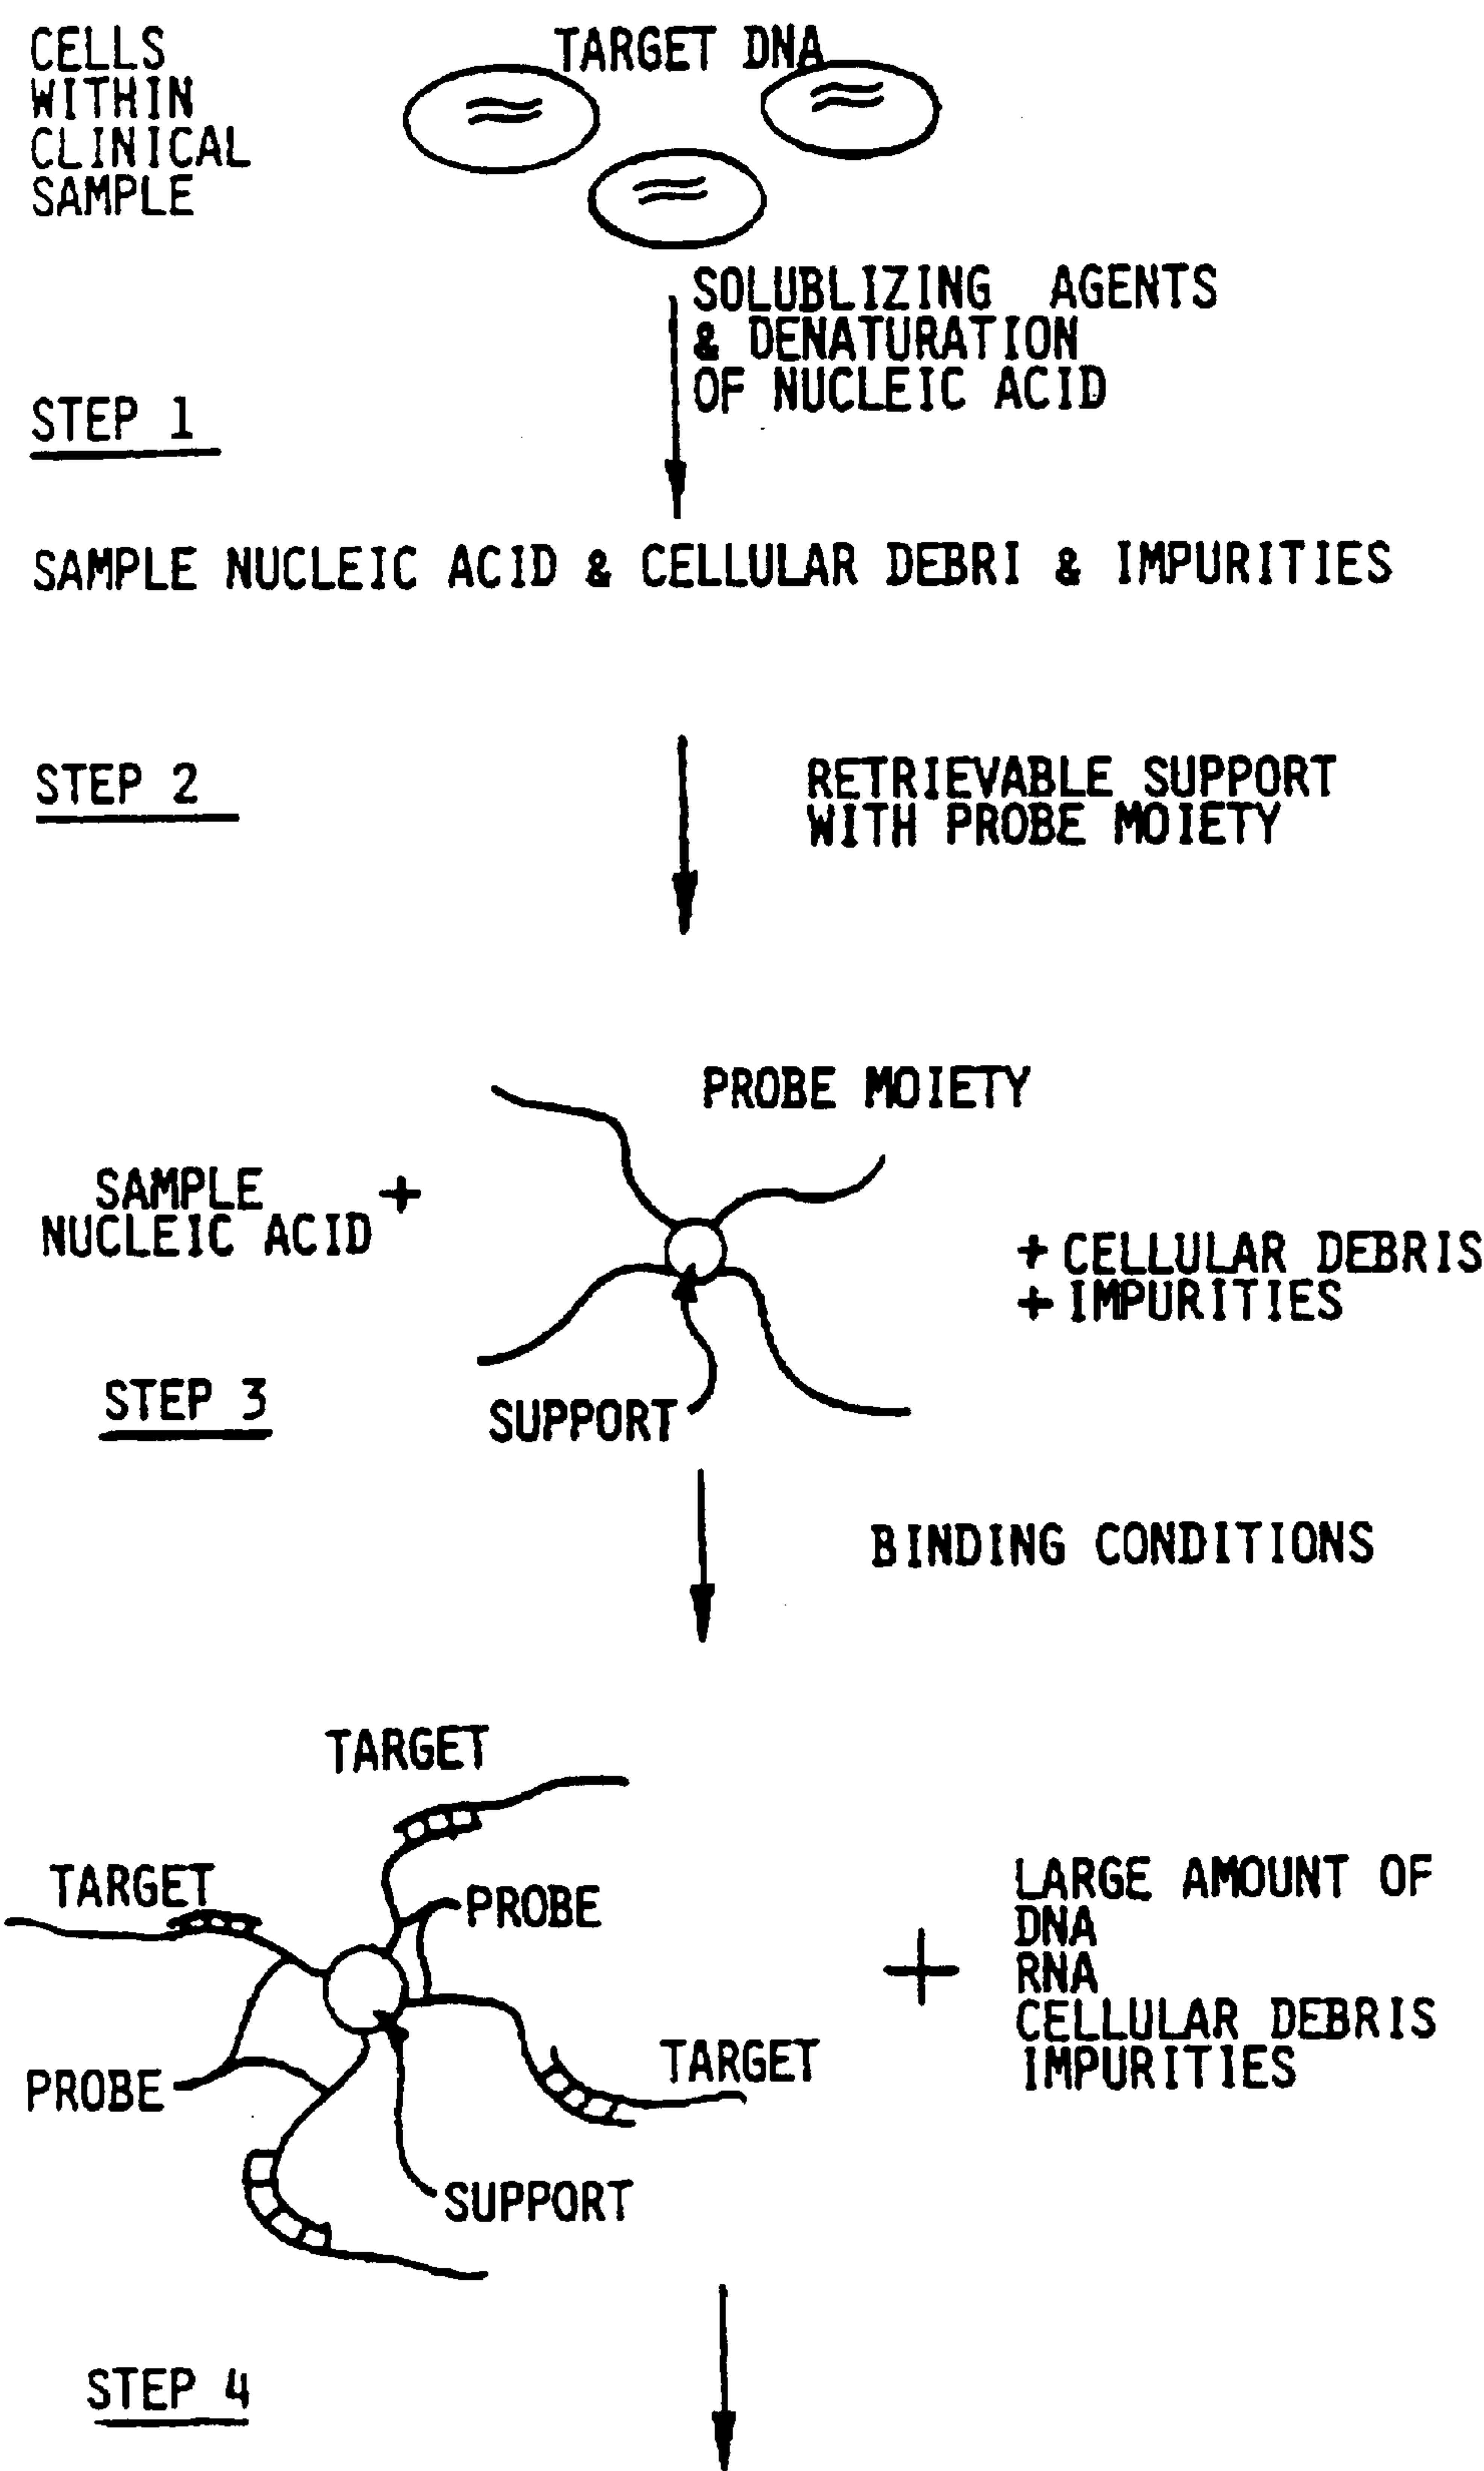 CELLS
WITHIN
CLINICAL
SAMPLE
TARGET DNA
SOLUBLIZING AGENTS
& DENATURATION
OF NUCLEIC ACID
STEP 1
SAMPLE NUCLEIC ACID & CELLULAR DEBRI & IMPURITIES
STEP 2
RETRIEVABLE SUPPORT
WITH PROBE MOIETY
PROBE MOIETY
SAMPLE +
NUCLEIC ACID
+ CELLULAR DEBRIS
+ IMPURITIES
STEP 3
SUPPORT
BINDING CONDITIONS
TARGET
TARGET
PROBE
+
LARGE AMOUNT OF
DNA
RNA
CELLULAR DEBRIS
IMPURITIES
TARGET
PROBE
SUPPORT
STEP 4